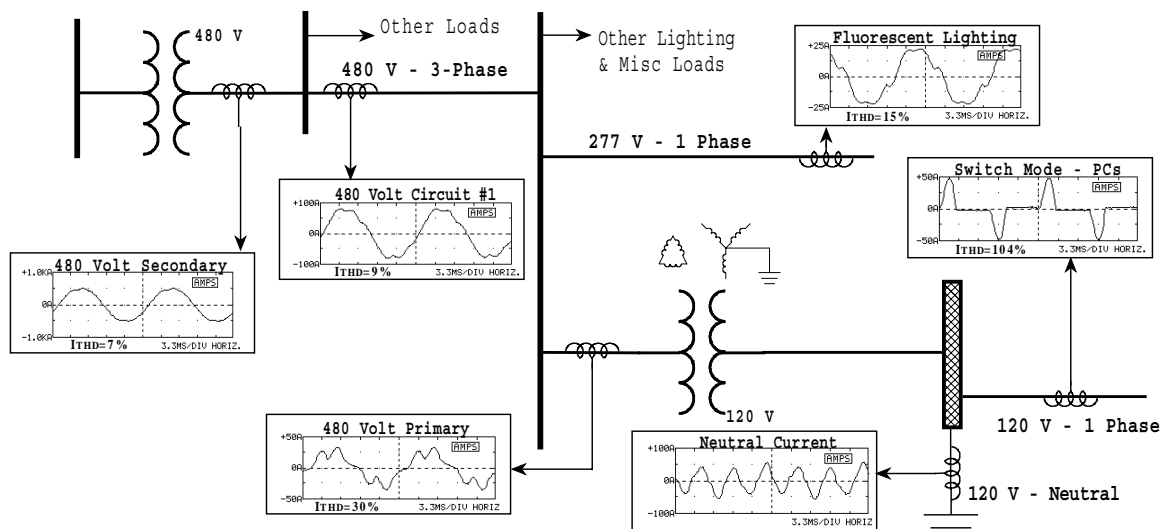 480 V
Other Loads
480 V - 3-Phase
Other Lighting
& Misc Loads
Fluorescent Lighting
+25A
AMPS
0A
-25A
ITHD=15%
3.3MS/DIV HORIZ.
277 V - 1 Phase
Switch Mode - PCs
+50A
AMPS
0A
-50A
ITHD=104%
3.3MS/DIV HORIZ.
480 Volt Circuit #1
+100A
AMPS
0A
-100A
ITHD=9%
3.3MS/DIV HORIZ.
480 Volt Secondary
+1.0KA
AMPS
0A
-1.0KA
ITHD=7%
3.3MS/DIV HORIZ.
120 V
480 Volt Primary
+50A
AMPS
0A
-50A
ITHD=30%
3.3MS/DIV HORIZ.
Neutral Current
+100A
AMPS
0A
-100A
3.3MS/DIV HORIZ.
120 V - 1 Phase
120 V - Neutral